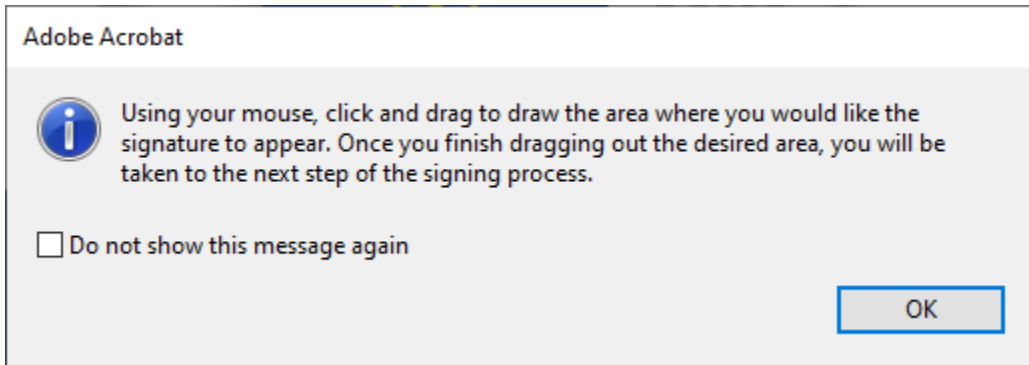 Adobe Acrobat
Using your mouse, click and drag to draw the area where you would like the
signature to appear. Once you finish dragging out the desired area, you will be
taken to the next step of the signing process.
Do not show this message again
OK